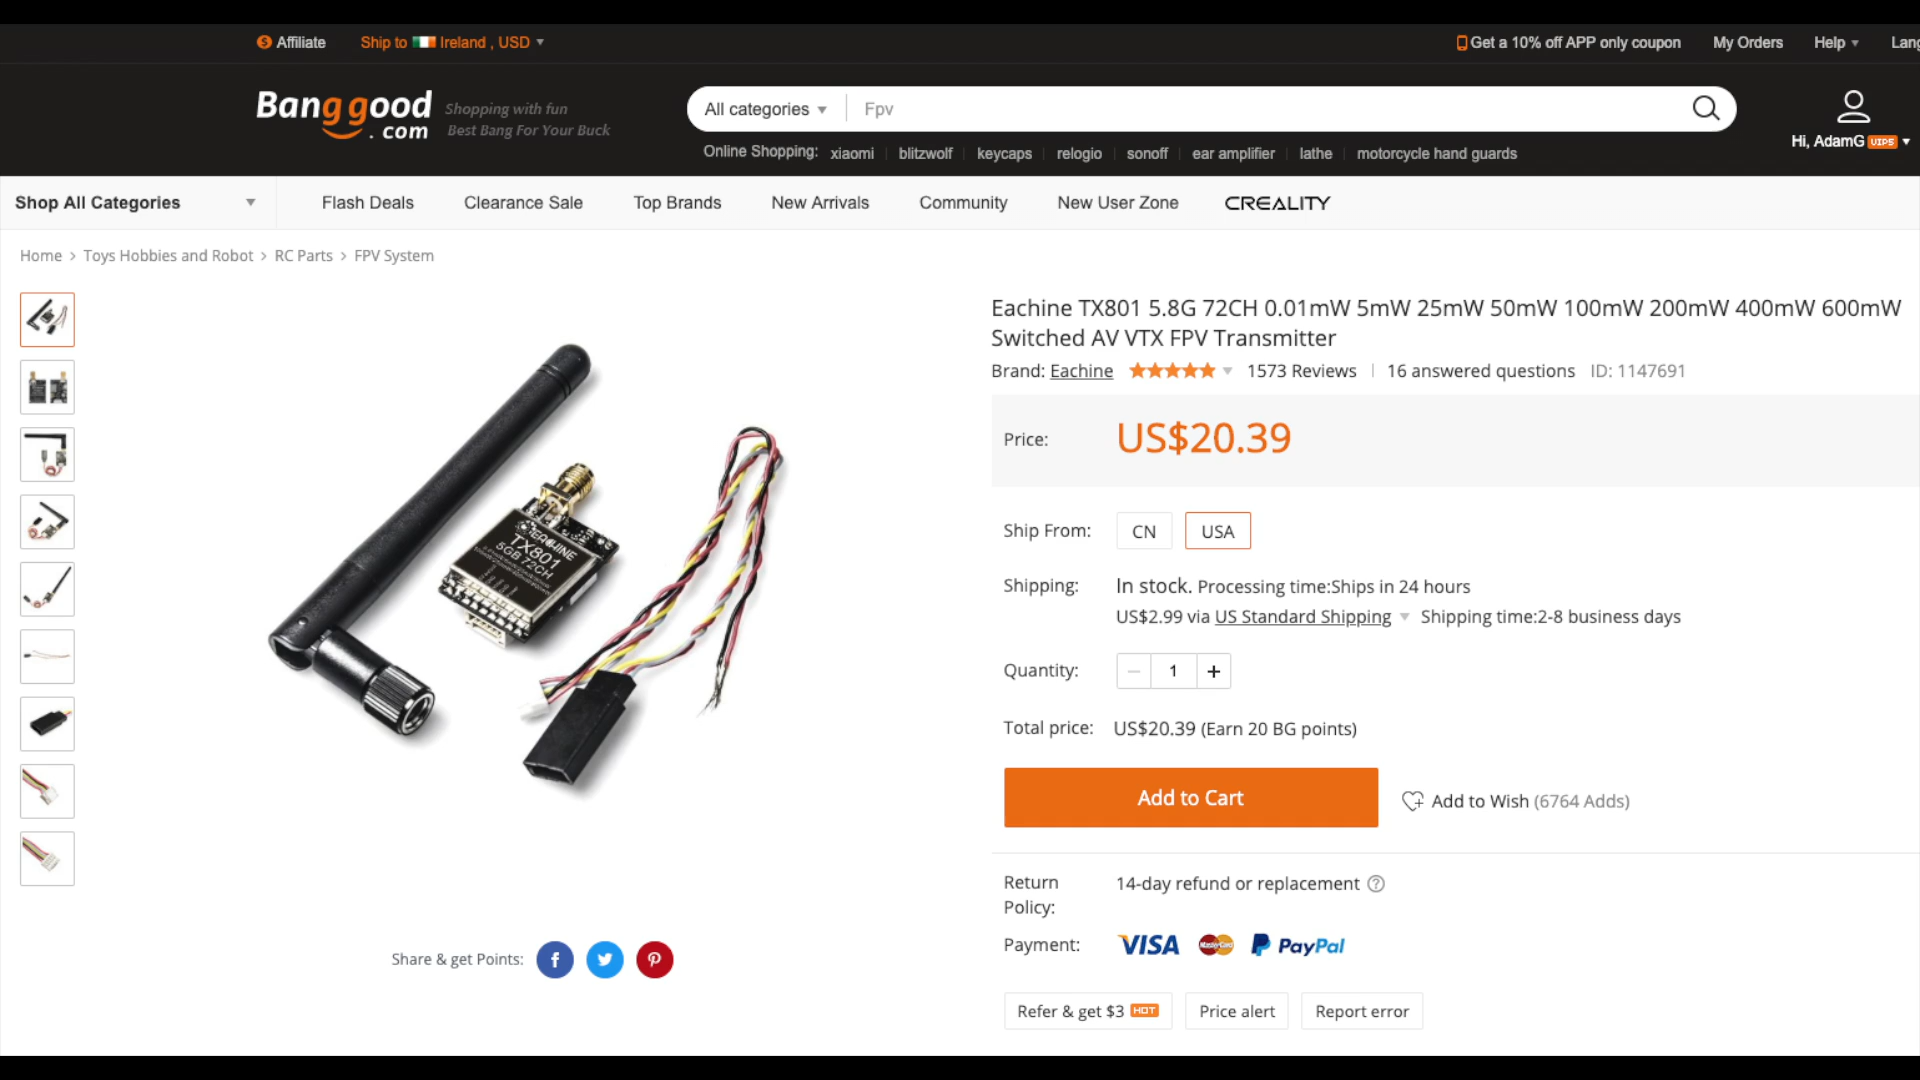 Affiliate
Ship to Ireland , USD
Get a 10% off APP only coupon
My Orders
Help
Lang
Banggood
.com
Shopping with fun
Best Bang For Your Buck
All categories
Fpv
Online Shopping: xiaomi blitzwolf keycaps relogio sonoff ear amplifier lathe motorcycle hand guards
Hi, AdamG VIP5
Shop All Categories
Flash Deals
Clearance Sale
Top Brands
New Arrivals
Community
New User Zone
CREALITY
Home > Toys Hobbies and Robot > RC Parts > FPV System
EACHINE
TX801
5GB 72CH
Eachine TX801 5.8G 72CH 0.01mW 5mW 25mW 50mW 100mW 200mW 400mW 600mW
Switched AV VTX FPV Transmitter
Brand: Eachine 1573 Reviews 16 answered questions ID: 1147691
Price: US$20.39
Ship From: CN USA
Shipping: In stock. Processing time:Ships in 24 hours
US$2.99 via US Standard Shipping Shipping time:2-8 business days
Quantity: 1 +
Total price: US$20.39 (Earn 20 BG points)
Add to Cart
Add to Wish (6764 Adds)
Return
Policy:
14-day refund or replacement ?
Payment: VISA MasterCard PayPal
Share & get Points:
Refer & get $3 HOT
Price alert
Report error